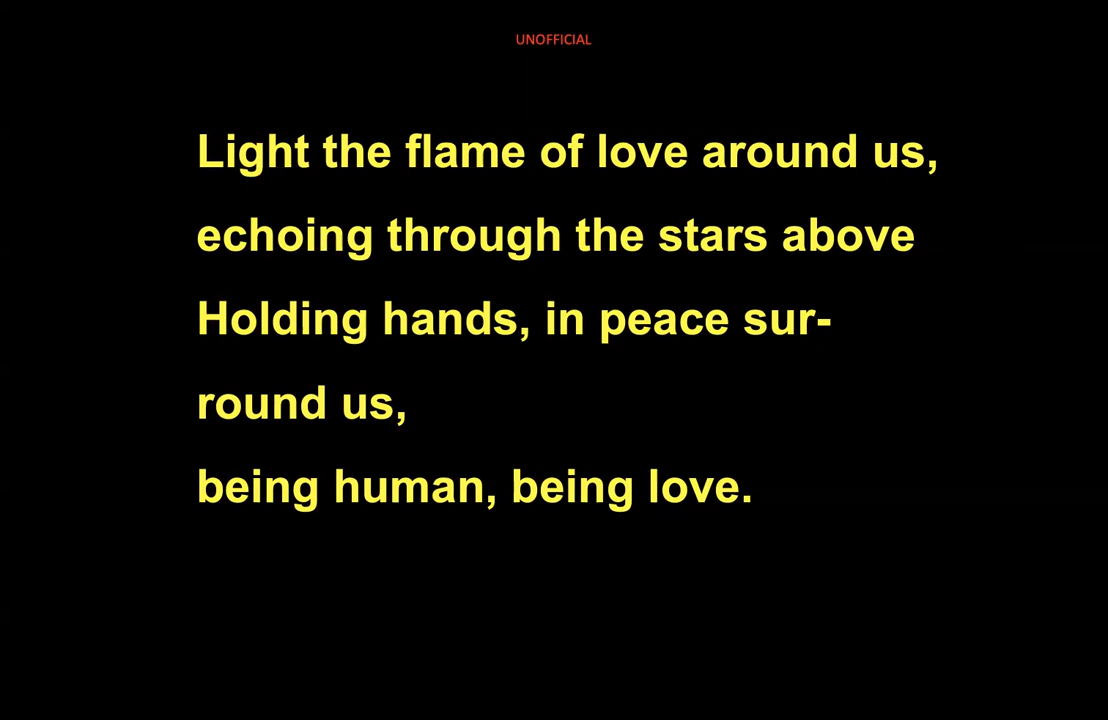 UNOFFICIAL
Light the flame of love around us,
echoing through the stars above
Holding hands, in peace sur-
round us,
being human, being love.